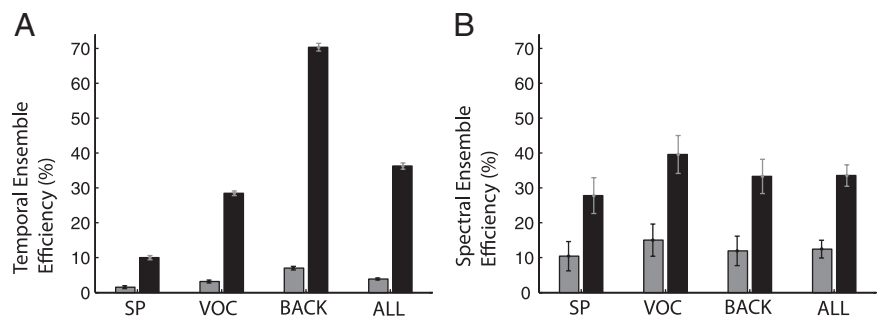 A
Temporal Ensemble
Efficiency (%)
70
60
50
40
30
20
10
0
SP VOC BACK ALL
B
Spectral Ensemble
Efficiency (%)
70
60
50
40
30
20
10
0
SP VOC BACK ALL